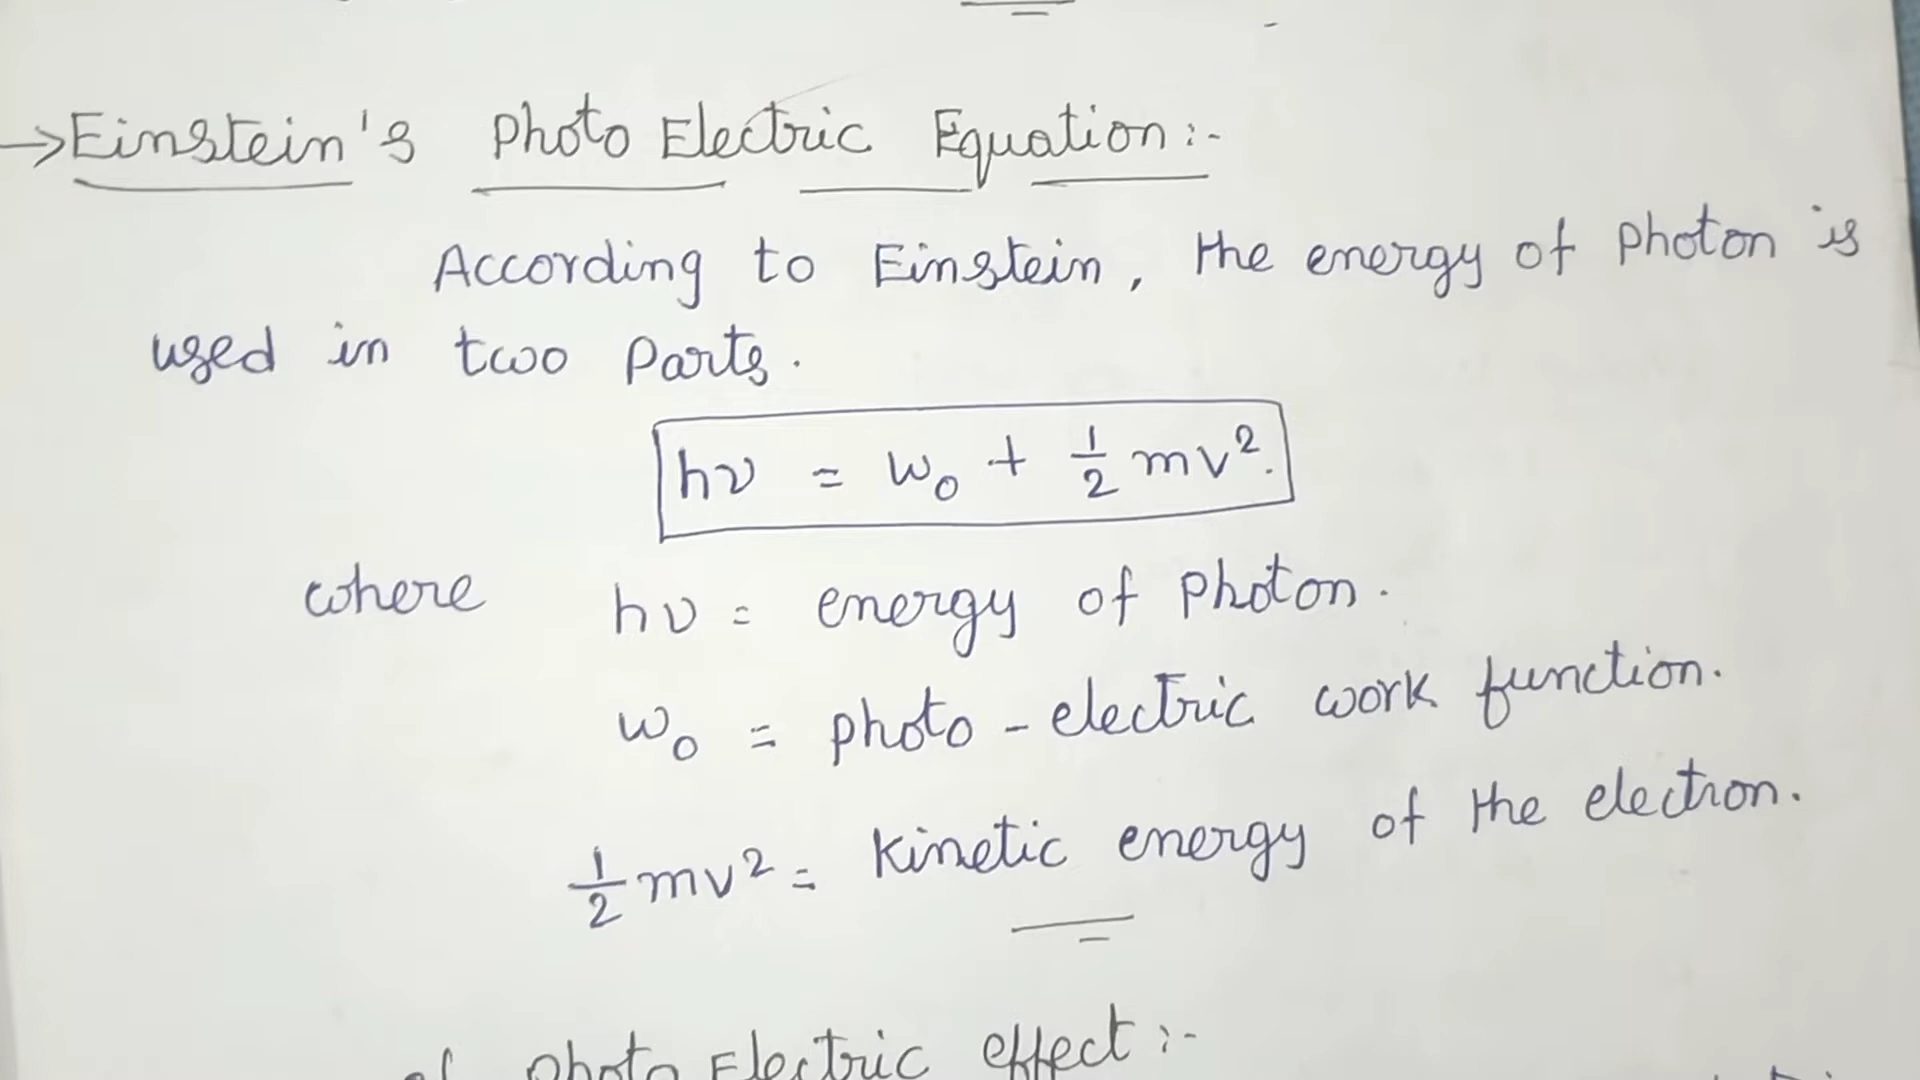 →Einstein's Photo Electric Equation:-
According to Einstein, the energy of Photon is
used in two Parts.
hν = w₀ + 1/2 mv².
where hν = energy of Photon.
w₀ = photo-electric work function.
1/2 mv² = Kinetic energy of the electron.
of Photo Electric effect:-